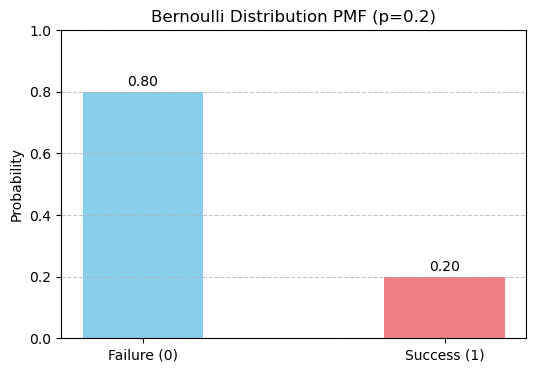 Bernoulli Distribution PMF (p=0.2)
Probability
1.0
0.8
0.6
0.4
0.2
0.0
0.80
0.20
Failure (0)
Success (1)